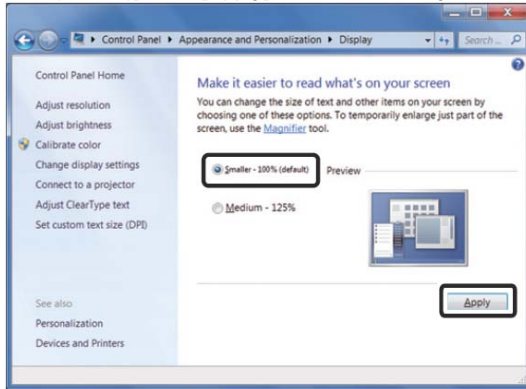 Control Panel ▸ Appearance and Personalization ▸ Display
Search ...
Control Panel Home
Adjust resolution
Adjust brightness
Calibrate color
Change display settings
Connect to a projector
Adjust ClearType text
Set custom text size (DPI)
See also
Personalization
Devices and Printers
Make it easier to read what's on your screen
You can change the size of text and other items on your screen by
choosing one of these options. To temporarily enlarge just part of the
screen, use the Magnifier tool.
Smaller - 100% (default)
Preview
Medium - 125%
Apply